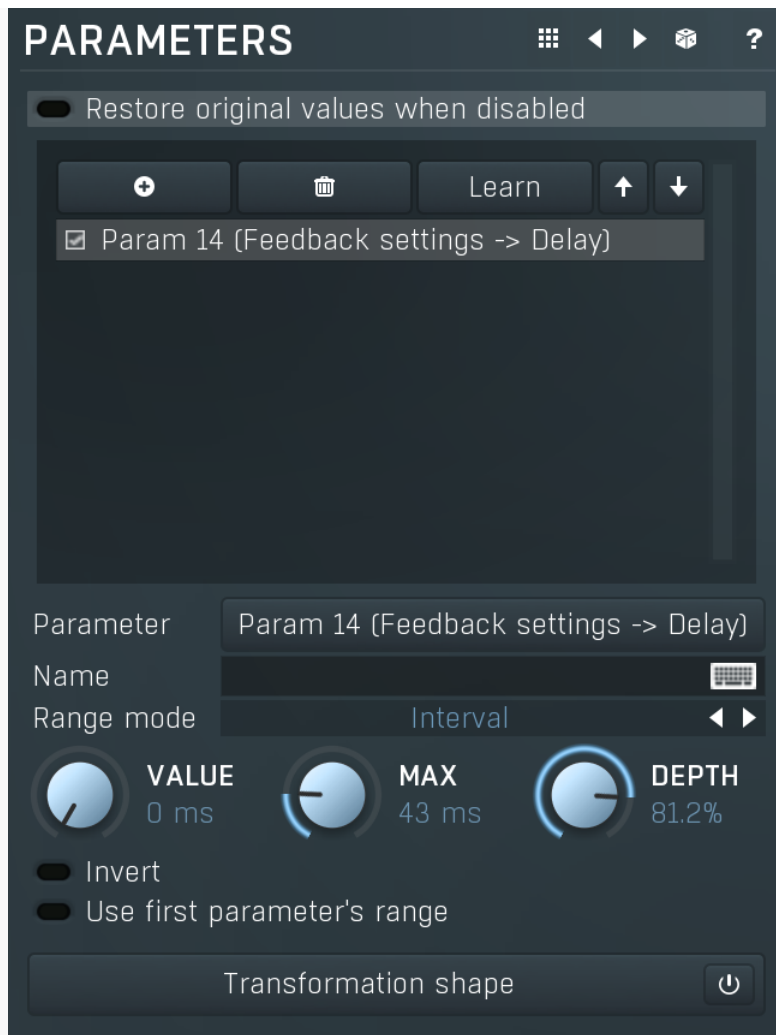 PARAMETERS ?
Restore original values when disabled
Learn
Param 14 (Feedback settings -> Delay)
Parameter Param 14 (Feedback settings -> Delay)
Name
Range mode Interval
VALUE MAX DEPTH
0 ms 43 ms 81.2%
Invert
Use first parameter's range
Transformation shape